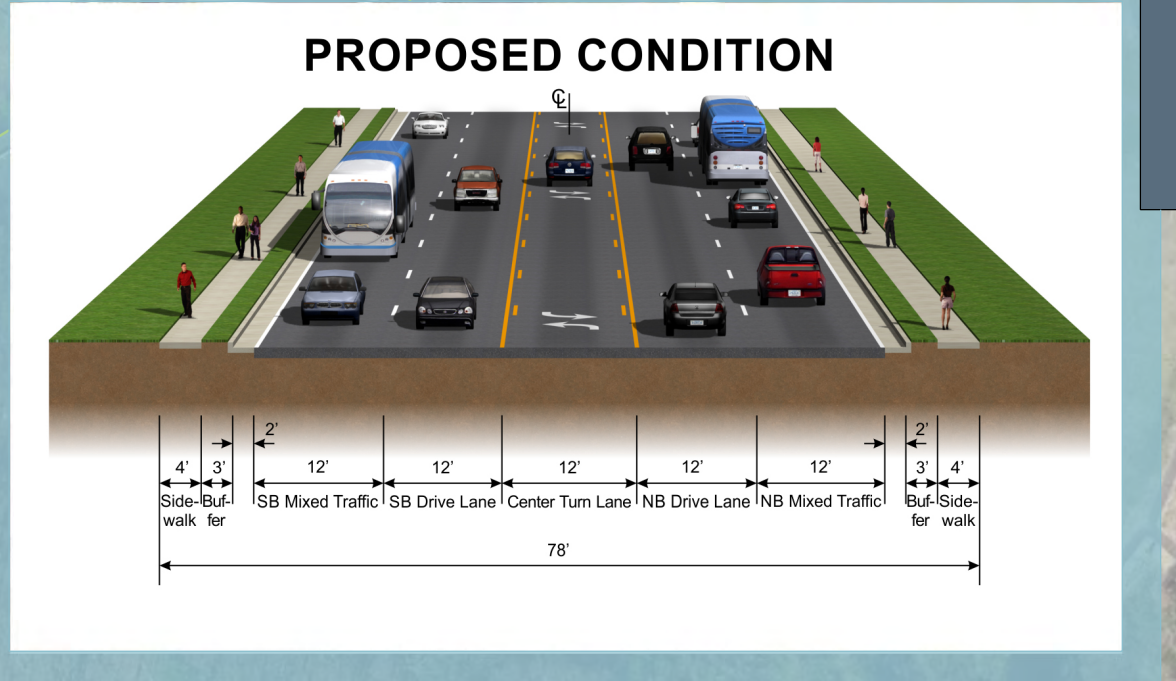 PROPOSED CONDITION
℄
2’ 2’
4’ 3’ 12’ 12’ 12’ 12’ 12’ 3’ 4’
Side- Buf- SB Mixed Traffic SB Drive Lane Center Turn Lane NB Drive Lane NB Mixed Traffic Buf- Side-
walk fer fer walk
78’